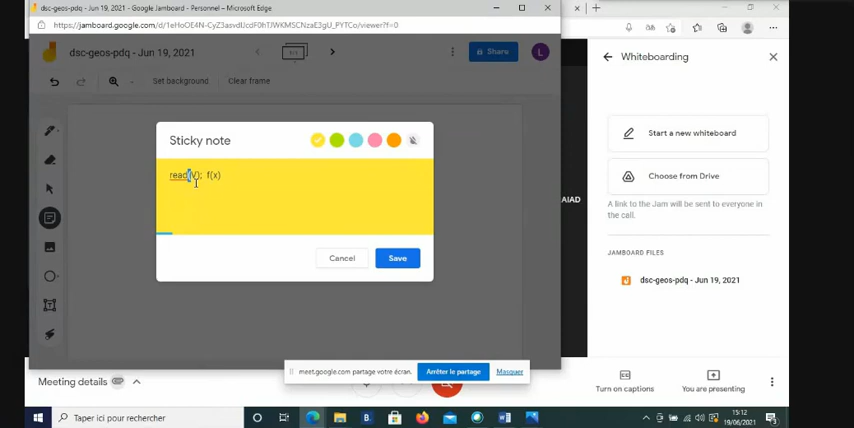 dsc-geos-pdq - Jun 19, 2021 - Google Jamboard - Personnel – Microsoft Edge
https://jamboard.google.com/d/1eHoOE4N-CyZ3asvdIJcdF0hTJWKMSCNzaE3gU_PYTCo/viewer?f=0
dsc-geos-pdq - Jun 19, 2021
Share
L
Set background
Clear frame
Sticky note
read(V); f(x)
Cancel
Save
AIAD
Whiteboarding
Start a new whiteboard
Choose from Drive
A link to the Jam will be sent to everyone in
the call.
JAMBOARD FILES
dsc-geos-pdq - Jun 19, 2021
meet.google.com partage votre écran.
Arrêter le partage
Masquer
Meeting details
Turn on captions
You are presenting
Taper ici pour rechercher
15:12
19/06/2021